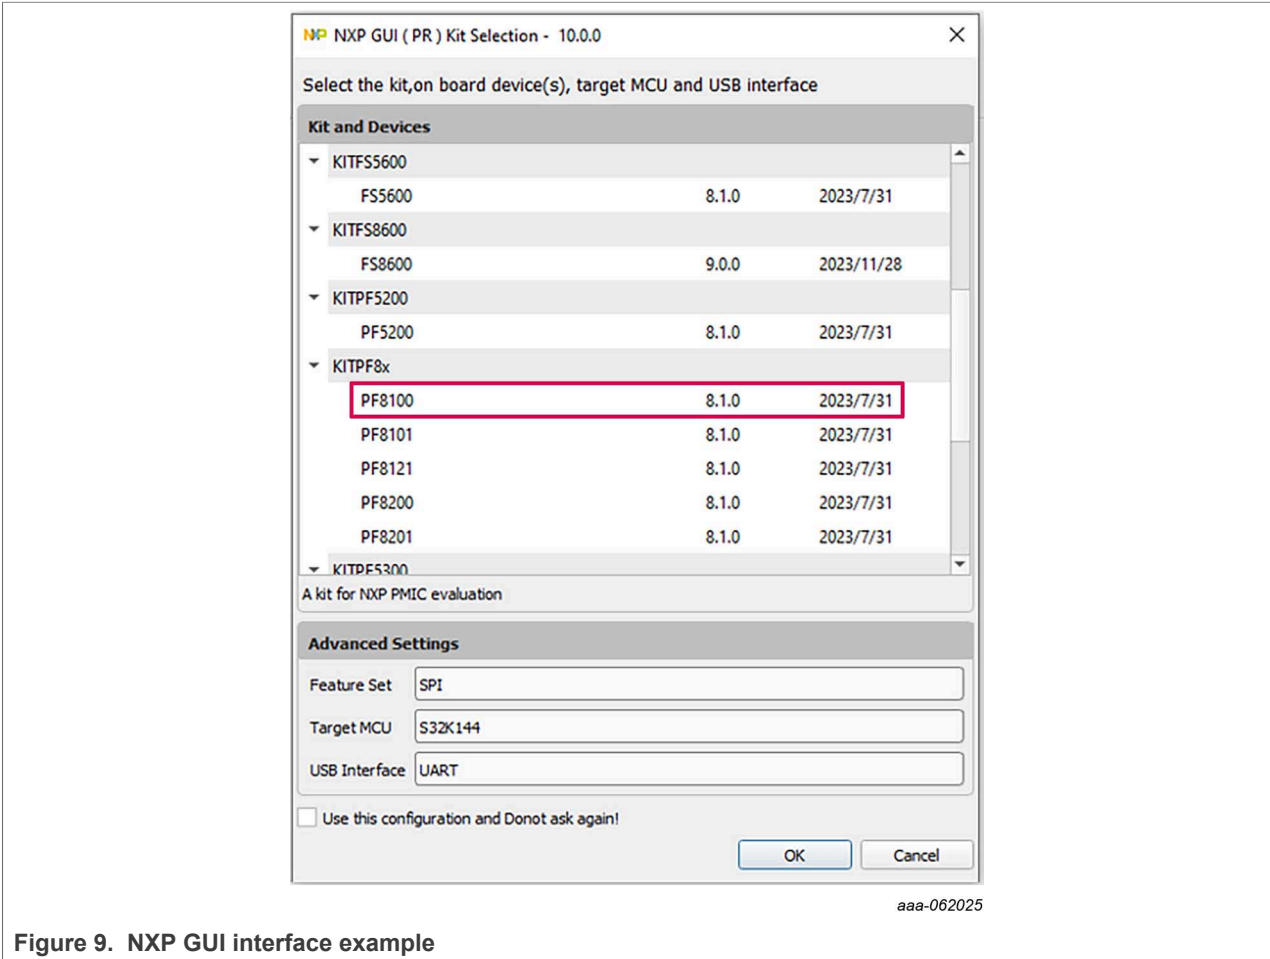 NXP NXP GUI ( PR ) Kit Selection - 10.0.0
Select the kit,on board device(s), target MCU and USB interface
Kit and Devices
KITFS5600
FS5600 8.1.0 2023/7/31
KITFS8600
FS8600 9.0.0 2023/11/28
KITPF5200
PF5200 8.1.0 2023/7/31
KITPF8x
PF8100 8.1.0 2023/7/31
PF8101 8.1.0 2023/7/31
PF8121 8.1.0 2023/7/31
PF8200 8.1.0 2023/7/31
PF8201 8.1.0 2023/7/31
KITPF5300
A kit for NXP PMIC evaluation
Advanced Settings
Feature Set SPI
Target MCU S32K144
USB Interface UART
Use this configuration and Donot ask again!
OK Cancel
aaa-062025
Figure 9. NXP GUI interface example